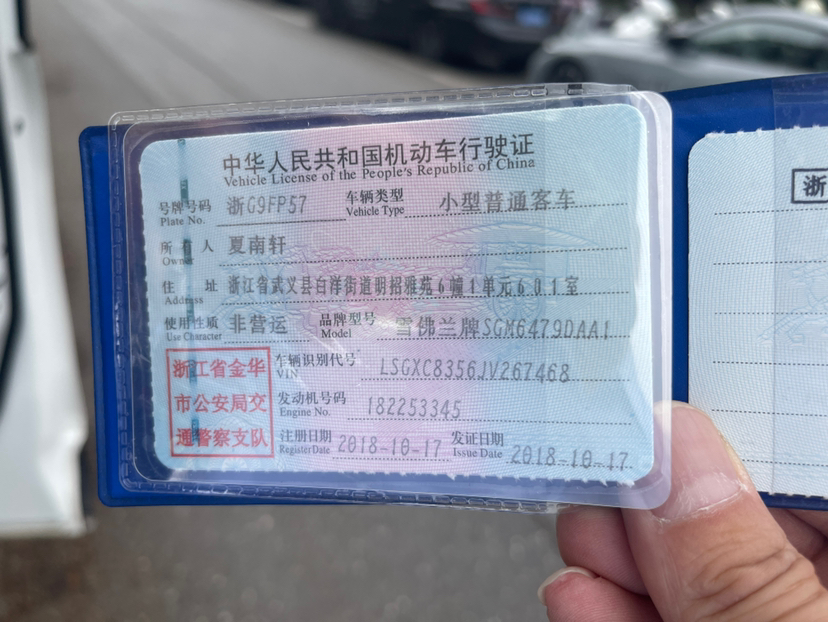 中华人民共和国机动车行驶证
Vehicle License of the People's Republic of China
号牌号码 浙G9FP57 车辆类型 小型普通客车
Plate No. Vehicle Type
所有人 夏南轩
Owner
住址 浙江省武义县白洋街道明招雅苑6幢1单元601室
Address
使用性质 非营运 品牌型号 雪佛兰牌SGM6479DAA1
Use Character Model
浙江省金华
市公安局交
通警察支队
车辆识别代号 LSGXC8356JV267468
VIN
发动机号码 182253345
Engine No.
注册日期 2018-10-17 发证日期 2018-10-17
Register Date Issue Date
浙